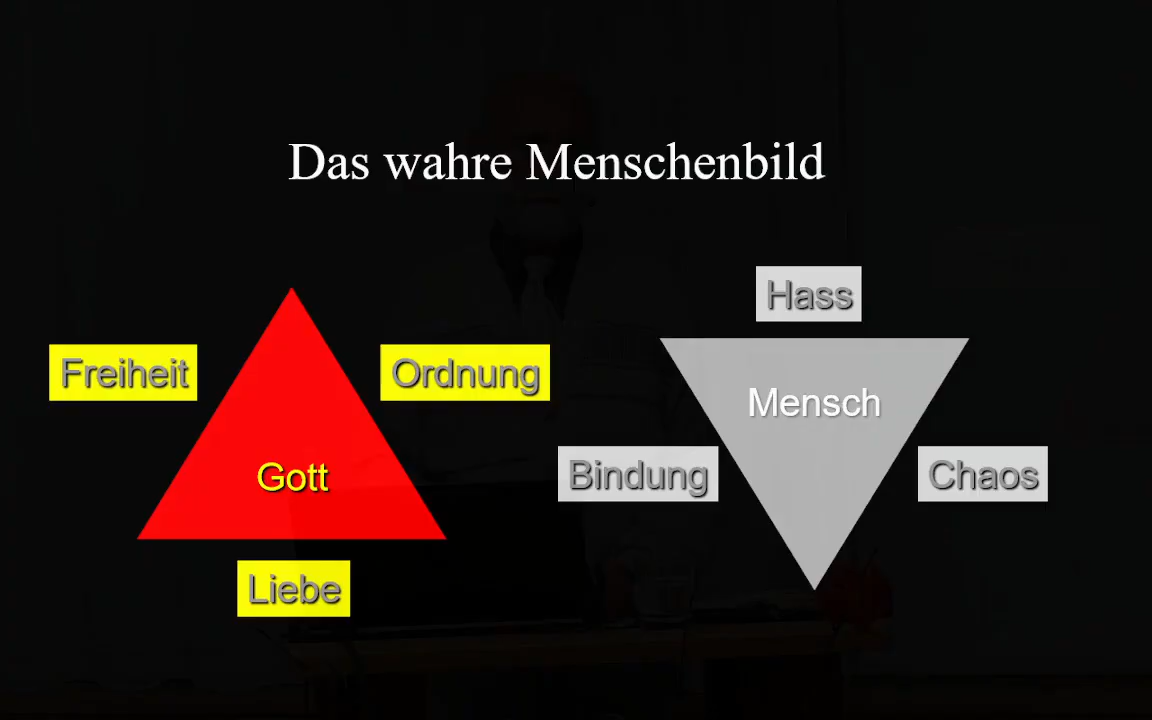 Das wahre Menschenbild
Freiheit
Ordnung
Gott
Liebe
Hass
Mensch
Bindung
Chaos